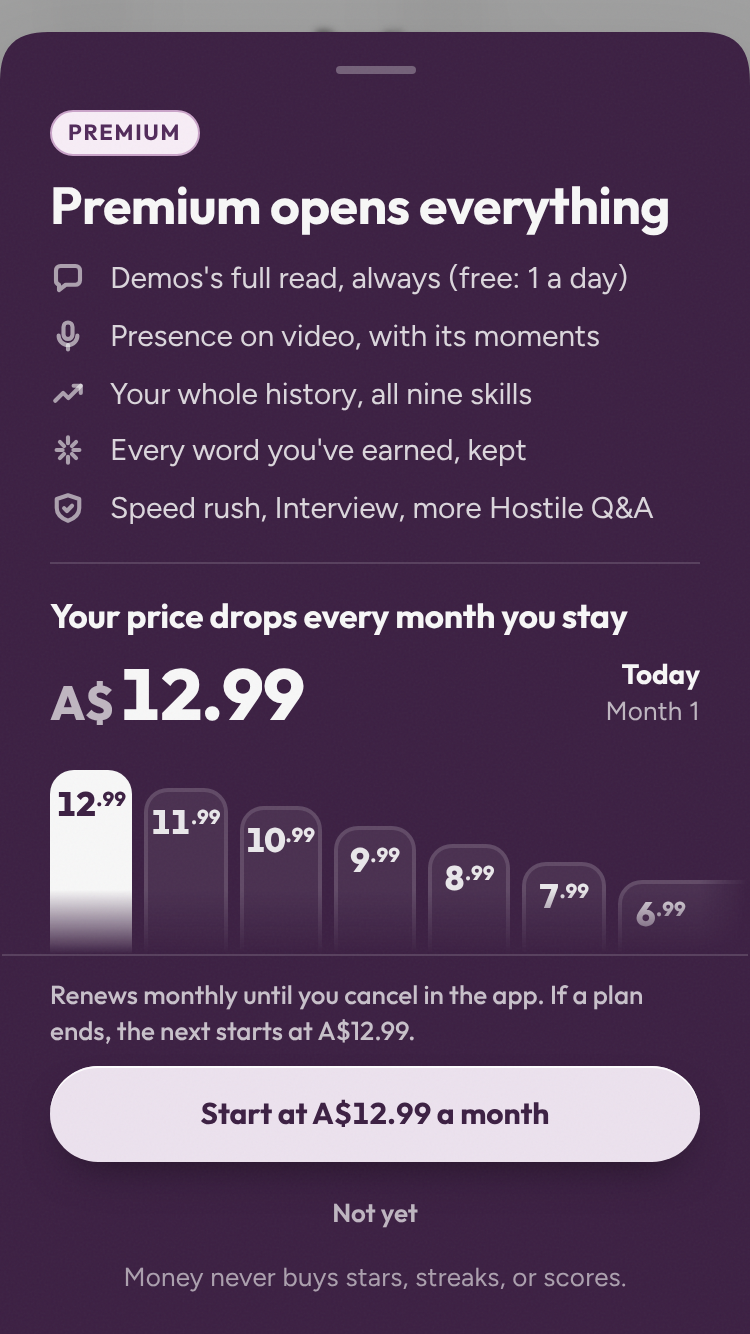 PREMIUM
Premium opens everything
Demos's full read, always (free: 1 a day)
Presence on video, with its moments
Your whole history, all nine skills
Every word you've earned, kept
Speed rush, Interview, more Hostile Q&A
Your price drops every month you stay
A$12.99
Today
Month 1
12.99 11.99 10.99 9.99 8.99 7.99 6.99
Renews monthly until you cancel in the app. If a plan
ends, the next starts at A$12.99.
Start at A$12.99 a month
Not yet
Money never buys stars, streaks, or scores.